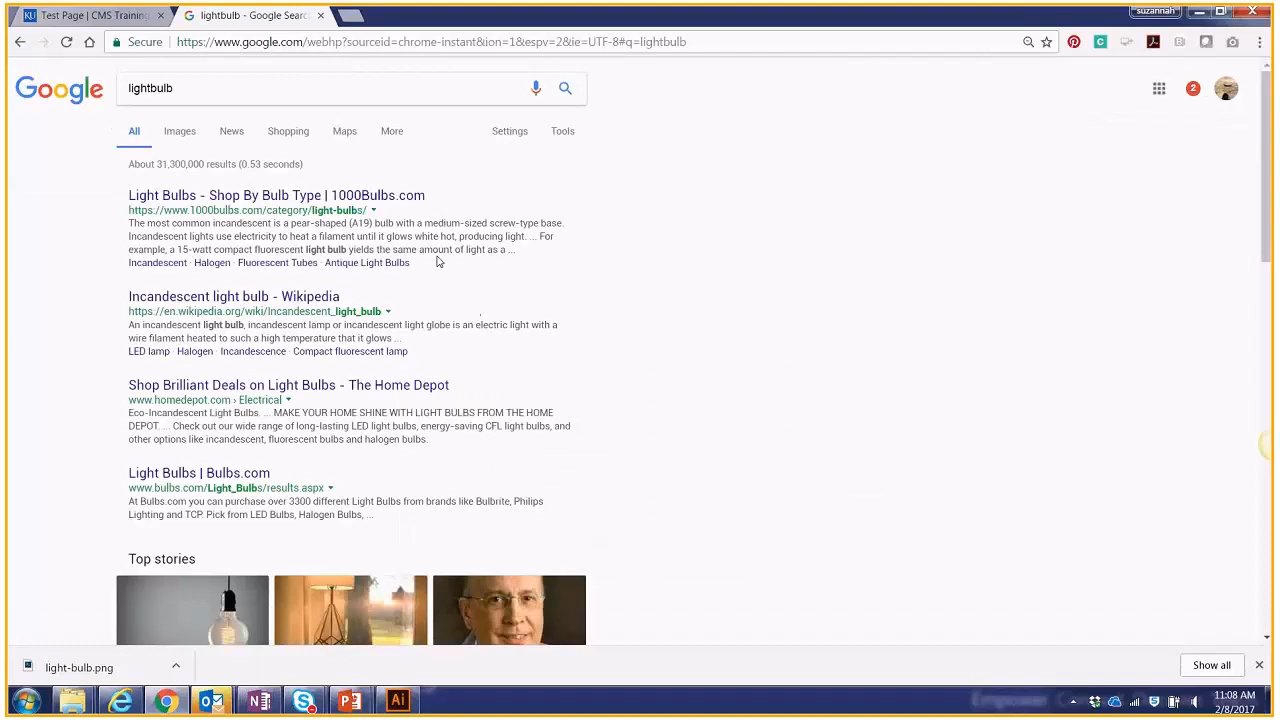 Test Page | CMS Training
lightbulb - Google Searc
suzannah
Secure
https://www.google.com/webhp?sourceid=chrome-instant&ion=1&espv=2&ie=UTF-8#q=lightbulb
Google
lightbulb
2
All
Images
News
Shopping
Maps
More
Settings
Tools
About 31,300,000 results (0.53 seconds)
Light Bulbs - Shop By Bulb Type | 1000Bulbs.com
https://www.1000bulbs.com/category/light-bulbs/
The most common incandescent is a pear-shaped (A19) bulb with a medium-sized screw-type base.
Incandescent lights use electricity to heat a filament until it glows white hot, producing light. ... For
example, a 15-watt compact fluorescent light bulb yields the same amount of light as a ...
Incandescent · Halogen · Fluorescent Tubes · Antique Light Bulbs
Incandescent light bulb - Wikipedia
https://en.wikipedia.org/wiki/Incandescent_light_bulb
An incandescent light bulb, incandescent lamp or incandescent light globe is an electric light with a
wire filament heated to such a high temperature that it glows ...
LED lamp · Halogen · Incandescence · Compact fluorescent lamp
Shop Brilliant Deals on Light Bulbs - The Home Depot
www.homedepot.com › Electrical
Eco-Incandescent Light Bulbs. ... MAKE YOUR HOME SHINE WITH LIGHT BULBS FROM THE HOME
DEPOT. ... Check out our wide range of long-lasting LED light bulbs, energy-saving CFL light bulbs, and
other options like incandescent, fluorescent bulbs and halogen bulbs.
Light Bulbs | Bulbs.com
www.bulbs.com/Light_Bulbs/results.aspx
At Bulbs.com you can purchase over 3300 different Light Bulbs from brands like Bulbrite, Philips
Lighting and TCP. Pick from LED Bulbs, Halogen Bulbs, ...
Top stories
light-bulb.png
Show all
11:08 AM
2/8/2017